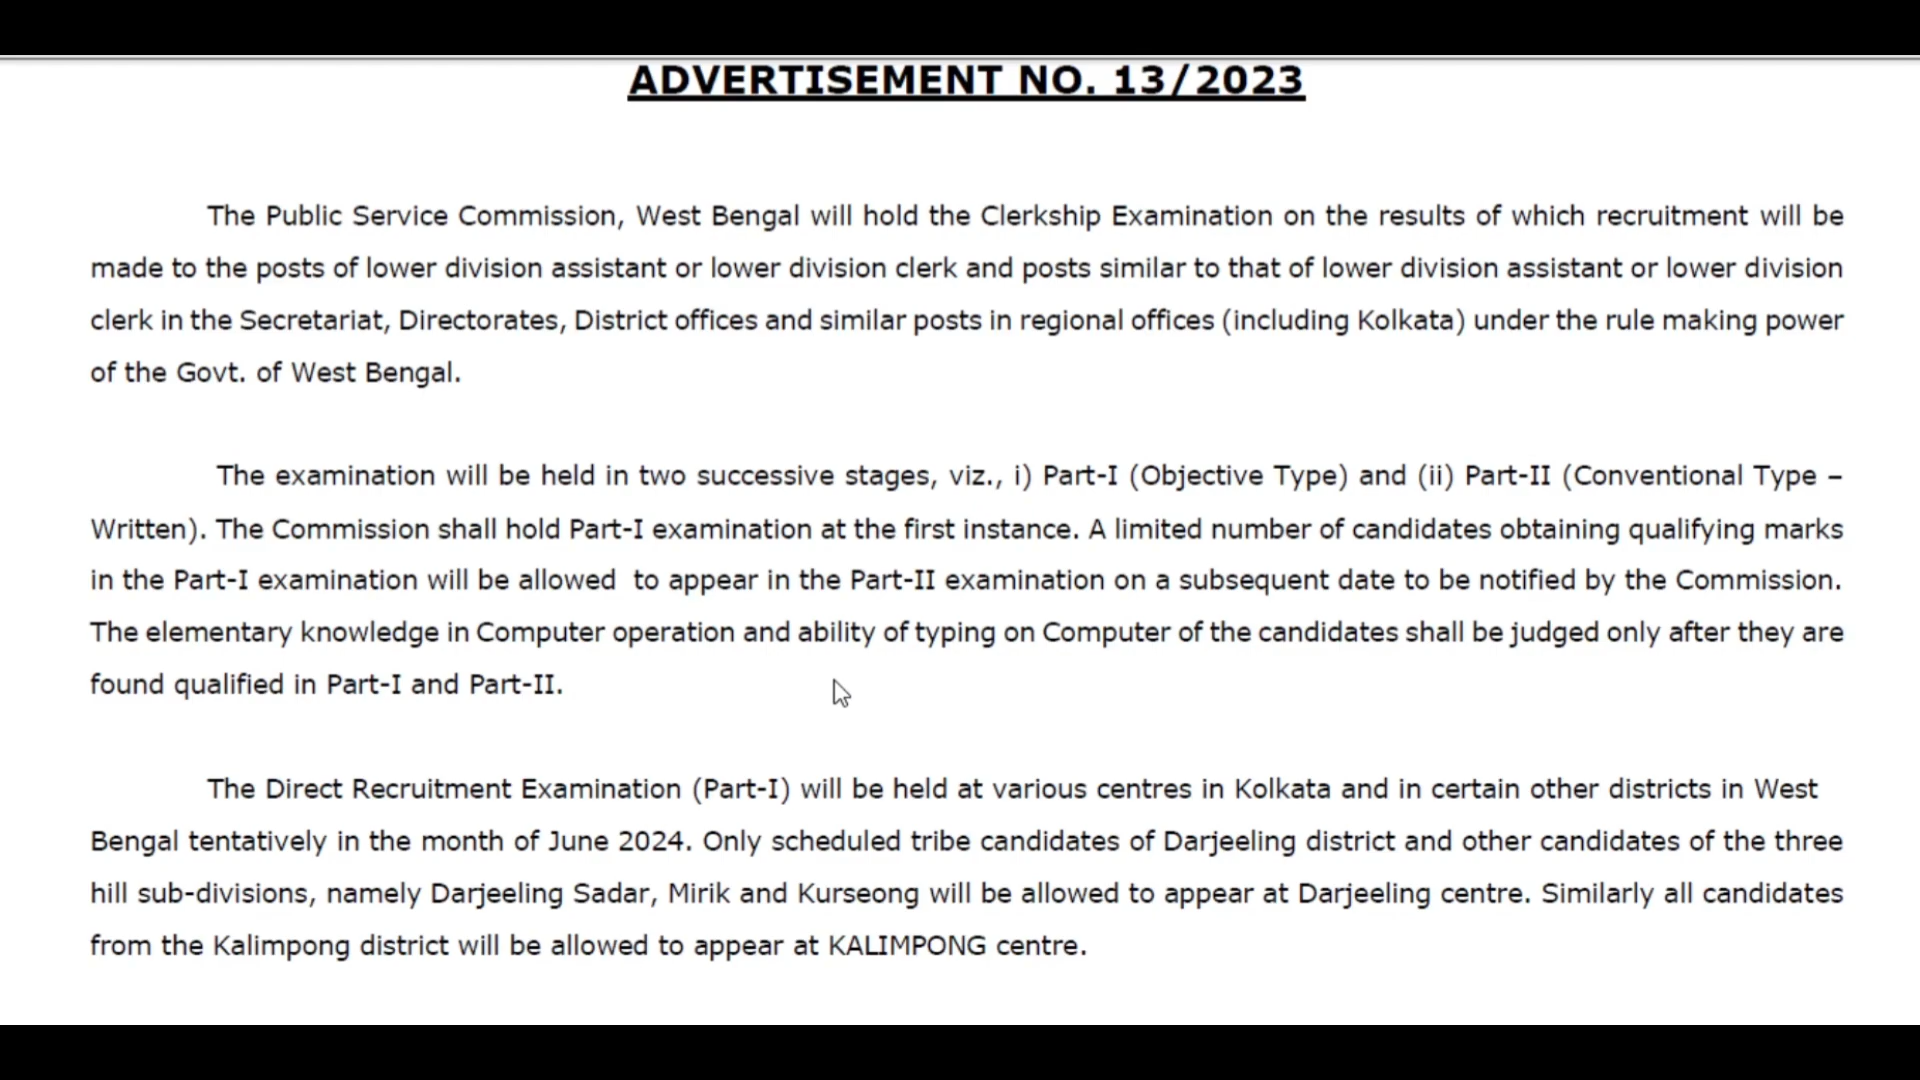 ADVERTISEMENT NO. 13/2023
The Public Service Commission, West Bengal will hold the Clerkship Examination on the results of which recruitment will be
made to the posts of lower division assistant or lower division clerk and posts similar to that of lower division assistant or lower division
clerk in the Secretariat, Directorates, District offices and similar posts in regional offices (including Kolkata) under the rule making power
of the Govt. of West Bengal.
The examination will be held in two successive stages, viz., i) Part-I (Objective Type) and (ii) Part-II (Conventional Type –
Written). The Commission shall hold Part-I examination at the first instance. A limited number of candidates obtaining qualifying marks
in the Part-I examination will be allowed to appear in the Part-II examination on a subsequent date to be notified by the Commission.
The elementary knowledge in Computer operation and ability of typing on Computer of the candidates shall be judged only after they are
found qualified in Part-I and Part-II.
The Direct Recruitment Examination (Part-I) will be held at various centres in Kolkata and in certain other districts in West
Bengal tentatively in the month of June 2024. Only scheduled tribe candidates of Darjeeling district and other candidates of the three
hill sub-divisions, namely Darjeeling Sadar, Mirik and Kurseong will be allowed to appear at Darjeeling centre. Similarly all candidates
from the Kalimpong district will be allowed to appear at KALIMPONG centre.